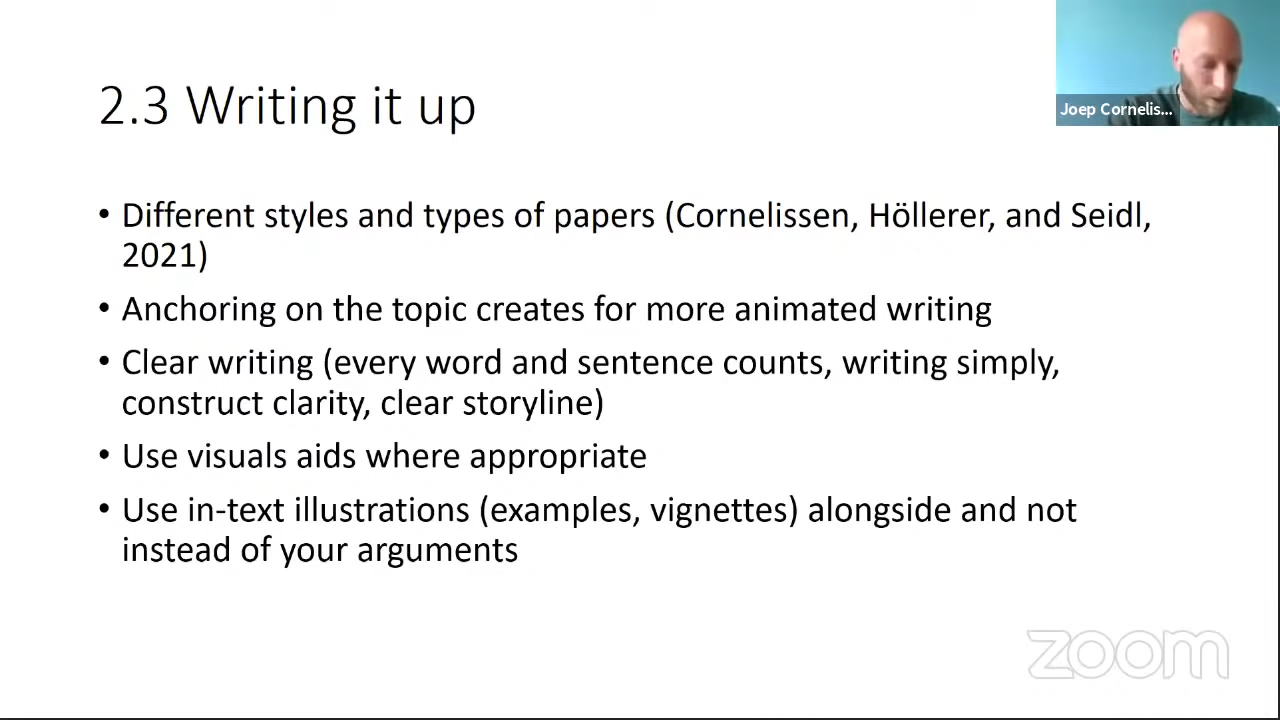 Joep Cornelis...
2.3 Writing it up
• Different styles and types of papers (Cornelissen, Höllerer, and Seidl,
2021)
• Anchoring on the topic creates for more animated writing
• Clear writing (every word and sentence counts, writing simply,
construct clarity, clear storyline)
• Use visuals aids where appropriate
• Use in-text illustrations (examples, vignettes) alongside and not
instead of your arguments
zoom